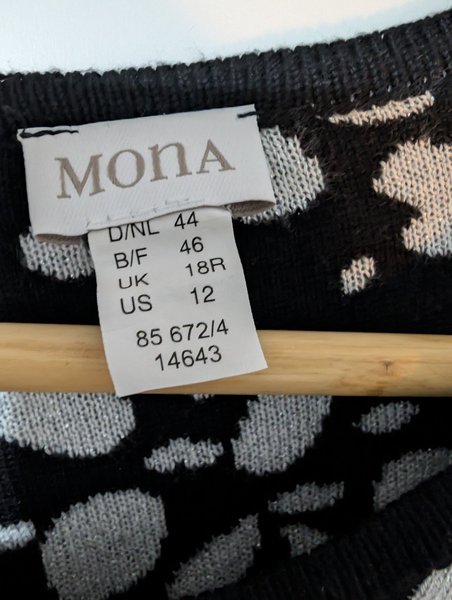 MONA
D/NL 44
B/F 46
UK 18R
US 12
85 672/4
14643